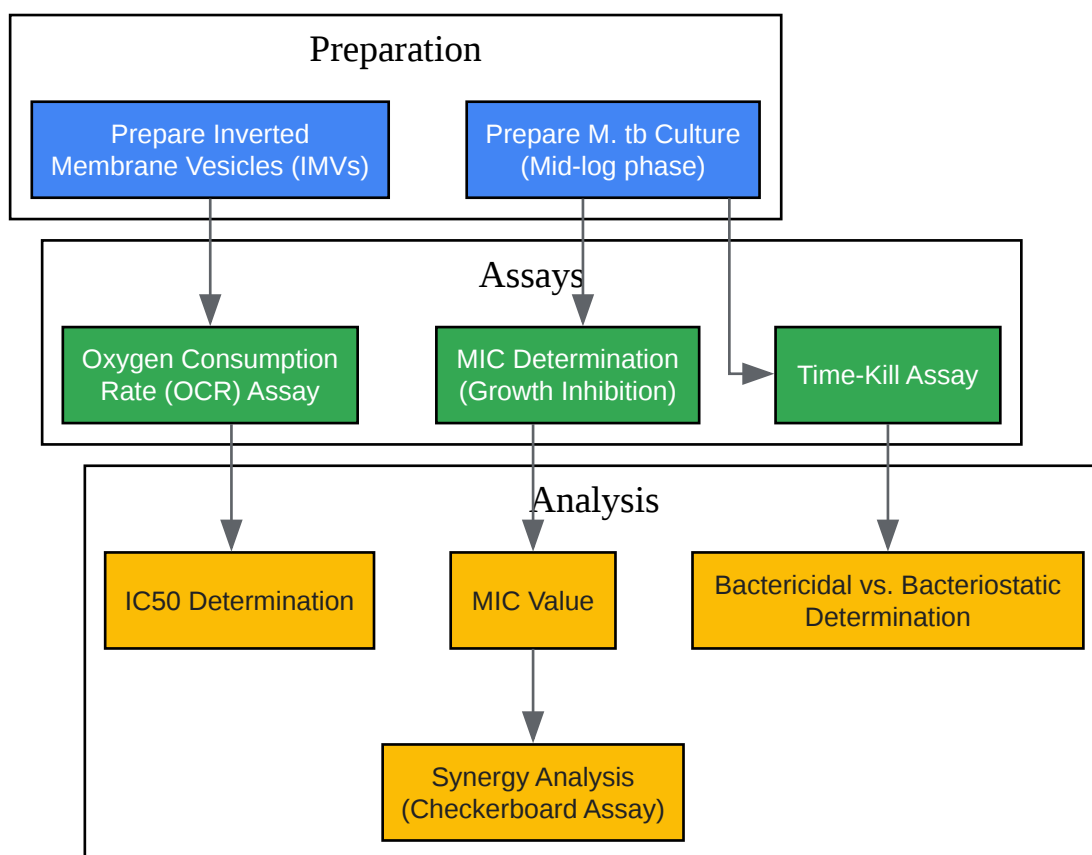 Preparation
Prepare Inverted
Membrane Vesicles (IMVs)
Prepare M. tb Culture
(Mid-log phase)
Assays
Oxygen Consumption
Rate (OCR) Assay
MIC Determination
(Growth Inhibition)
Time-Kill Assay
Analysis
IC50 Determination
MIC Value
Bactericidal vs. Bacteriostatic
Determination
Synergy Analysis
(Checkerboard Assay)